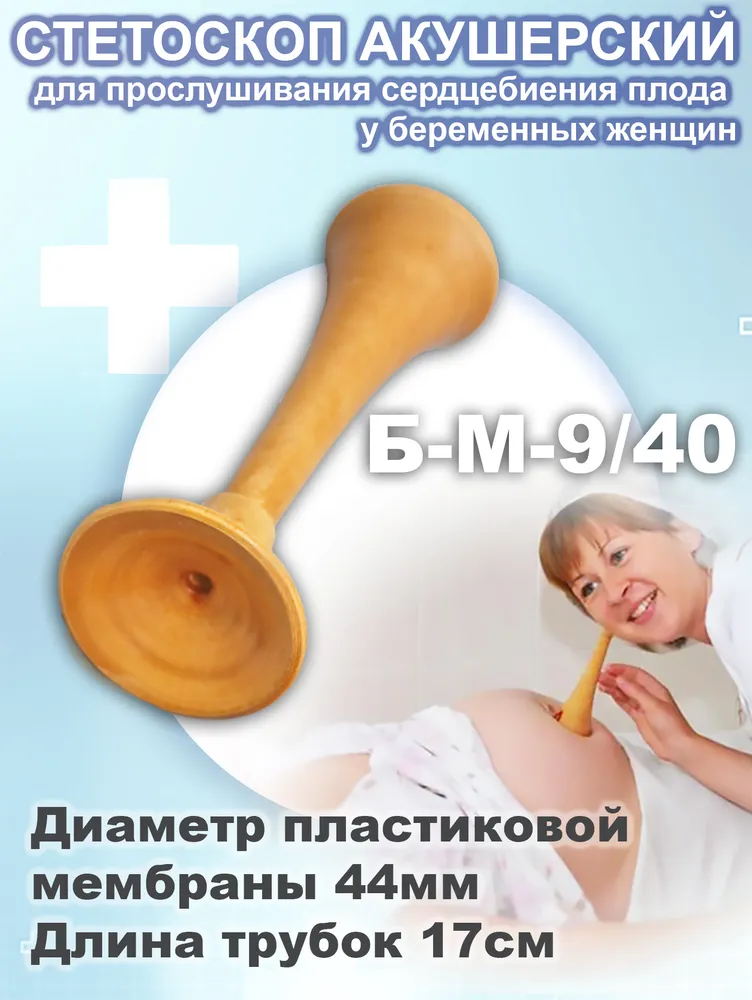 СТЕТОСКОП АКУШЕРСКИЙ
для прослушивания сердцебиения плода
у беременных женщин
Б-М-9/40
Диаметр пластиковой
мембраны 44мм
Длина трубок 17см